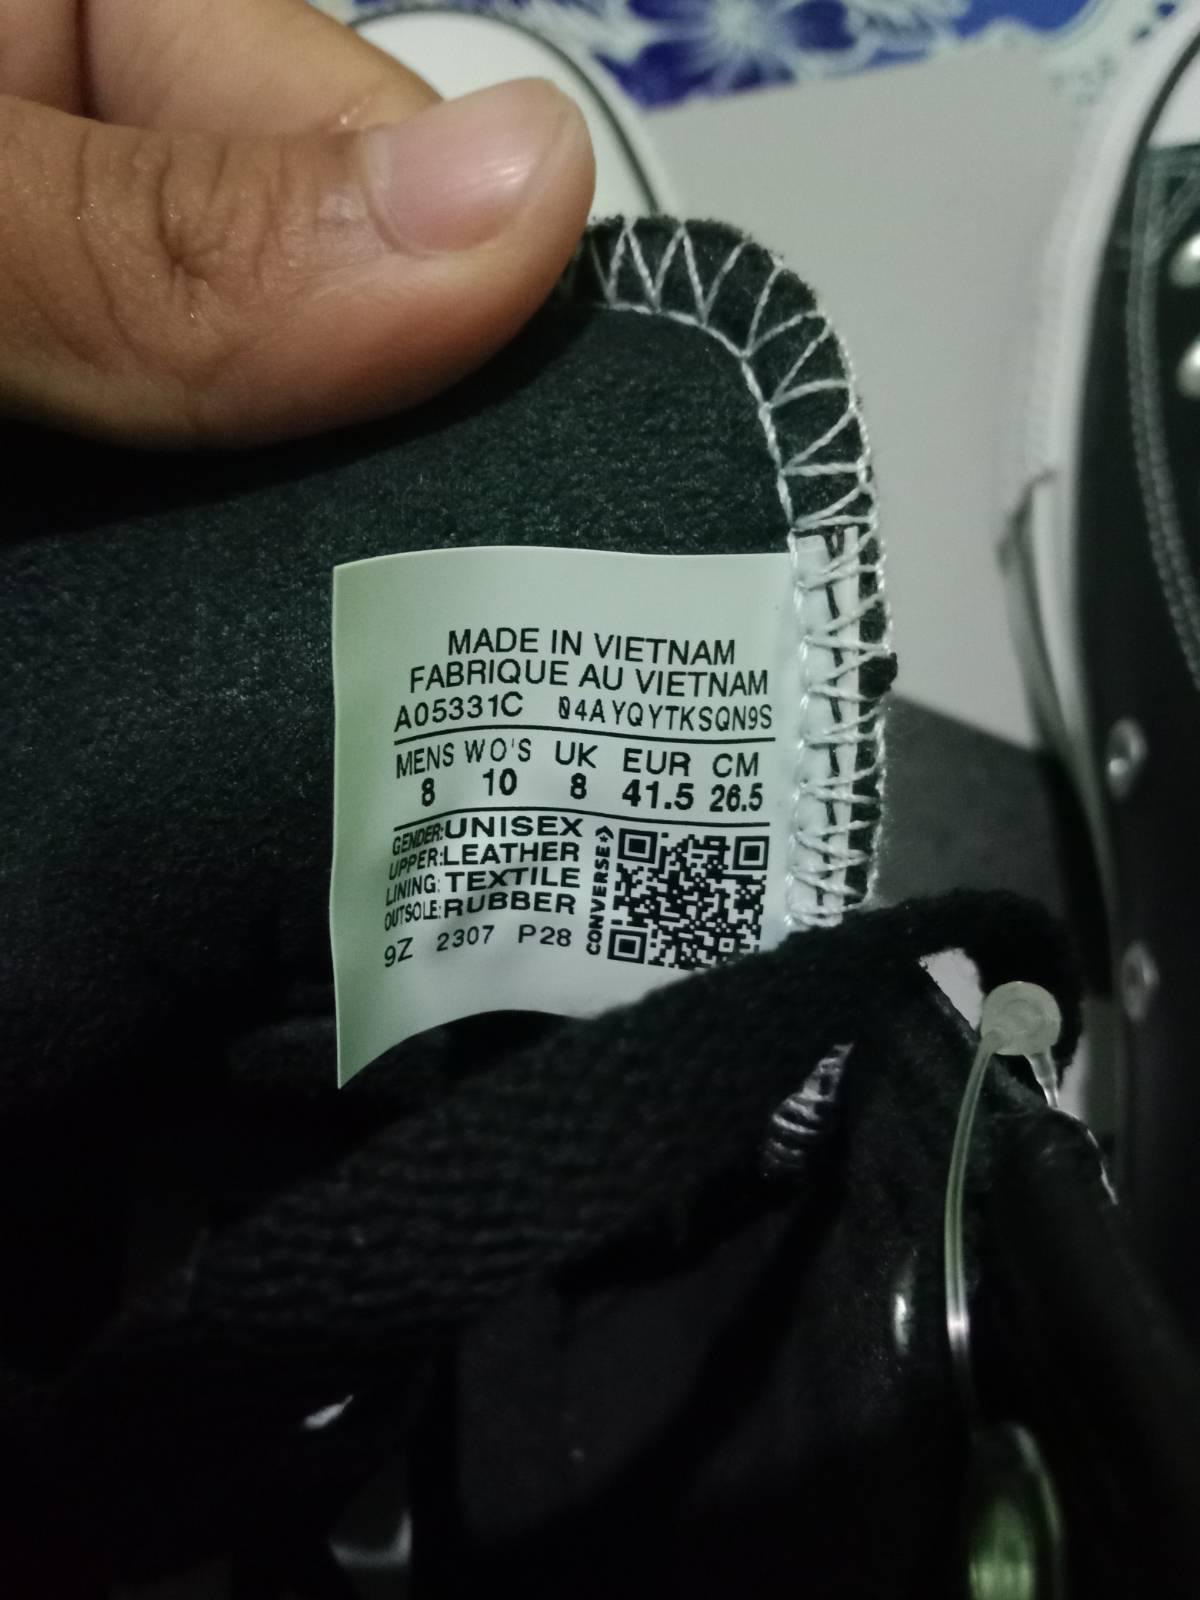 MADE IN VIETNAM
FABRIQUE AU VIETNAM
A05331C 04AYQYTKSQN9S
MENS WO'S UK EUR CM
8 10 8 41.5 26.5
GENDER: UNISEX
UPPER: LEATHER
LINING: TEXTILE
OUTSOLE: RUBBER
9Z 2307 P28
CONVERSE